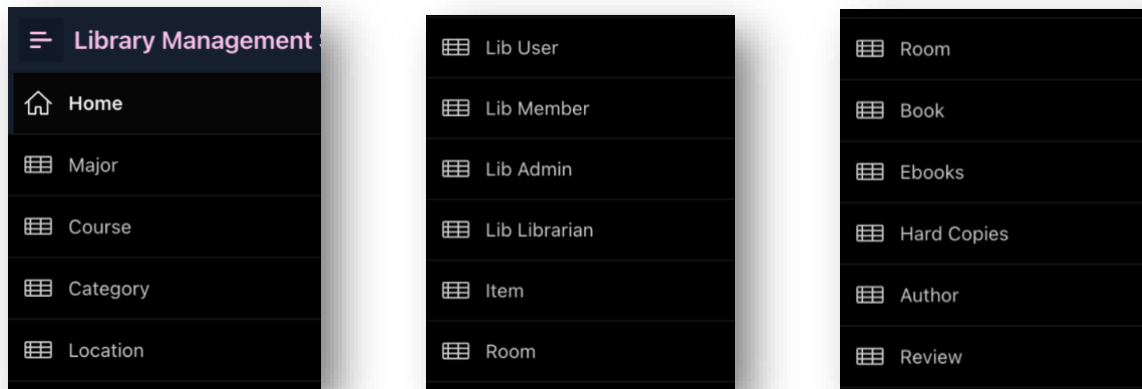 Library Management
Home
Major
Course
Category
Location
Lib User
Lib Member
Lib Admin
Lib Librarian
Item
Room
Room
Book
Ebooks
Hard Copies
Author
Review